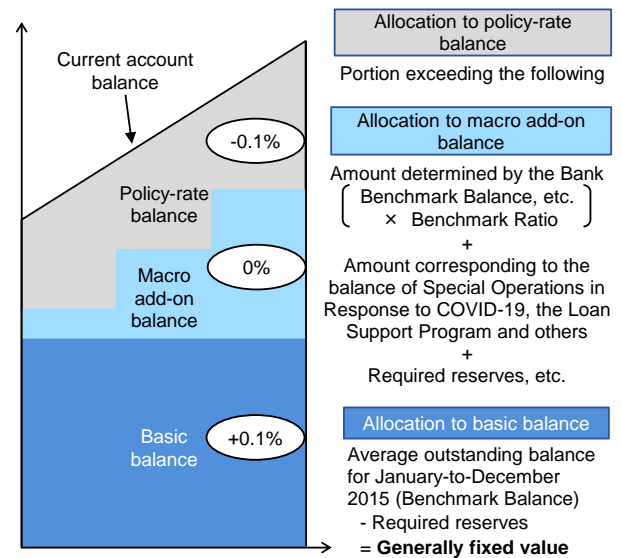 Current account
balance
-0.1%
Policy-rate
balance
0%
Macro
add-on
balance
Basic
balance
+0.1%
Allocation to policy-rate
balance
Portion exceeding the following
Allocation to macro add-on
balance
Amount determined by the Bank
Benchmark Balance, etc.
× Benchmark Ratio
+
Amount corresponding to the
balance of Special Operations in
Response to COVID-19, the Loan
Support Program and others
+
Required reserves, etc.
Allocation to basic balance
Average outstanding balance
for January-to-December
2015 (Benchmark Balance)
- Required reserves
= Generally fixed value